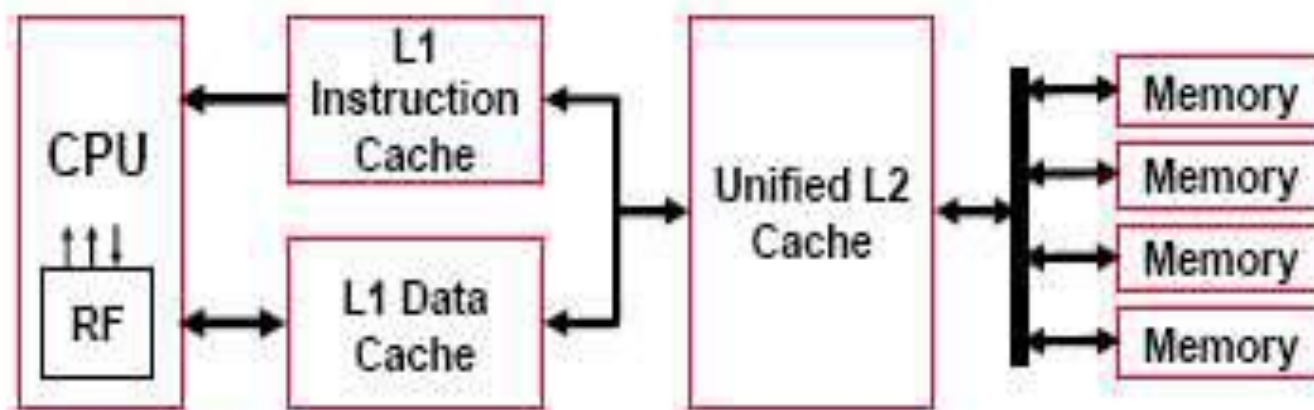 CPU
RF
L1
Instruction
Cache
L1 Data
Cache
Unified L2
Cache
Memory
Memory
Memory
Memory